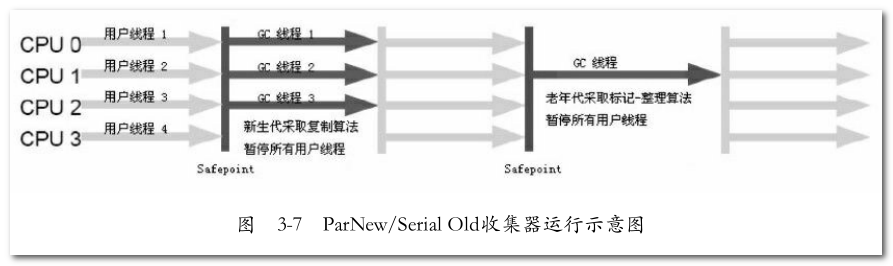 CPU 0
用户线程 1
GC 线程 1
CPU 1
用户线程 2
GC 线程 2
GC 线程
CPU 2
用户线程 3
GC 线程 3
老年代采取标记-整理算法
CPU 3
用户线程 4
新生代采取复制算法
暂停所有用户线程
暂停所有用户线程
Safepoint
Safepoint
图 3-7 ParNew/Serial Old收集器运行示意图